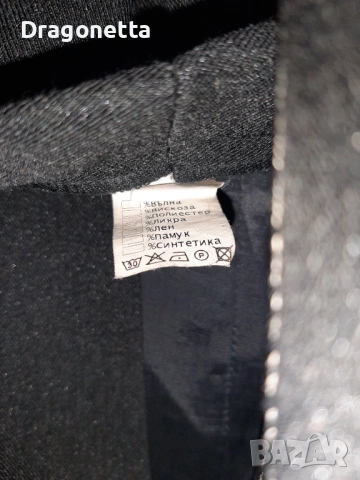 Dragonetta
%ВЪЛНА
%ВИСКОЗА
%ПОЛИЕСТЕР
%ЛИКРА
%ЛЕН
%ПАМУК
%СИНТЕТИКА
30 P
BAZAR